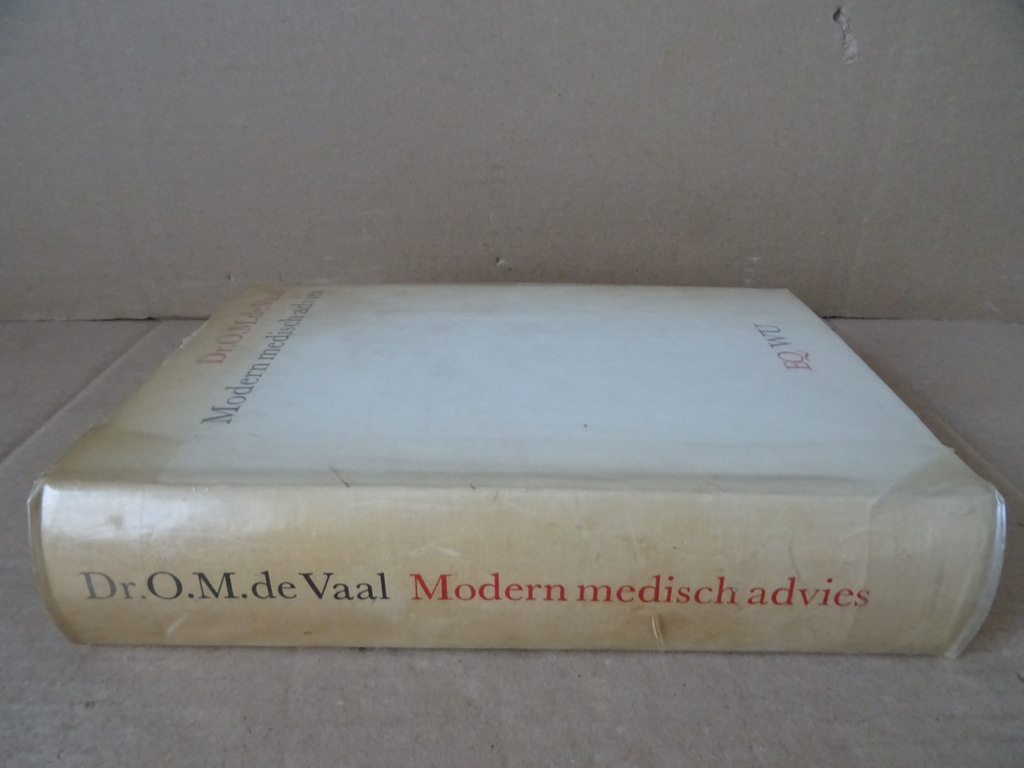 Dr. O.M. de Vaal
Modern medisch advies
EQ WU
Dr. O.M. de Vaal Modern medisch advies